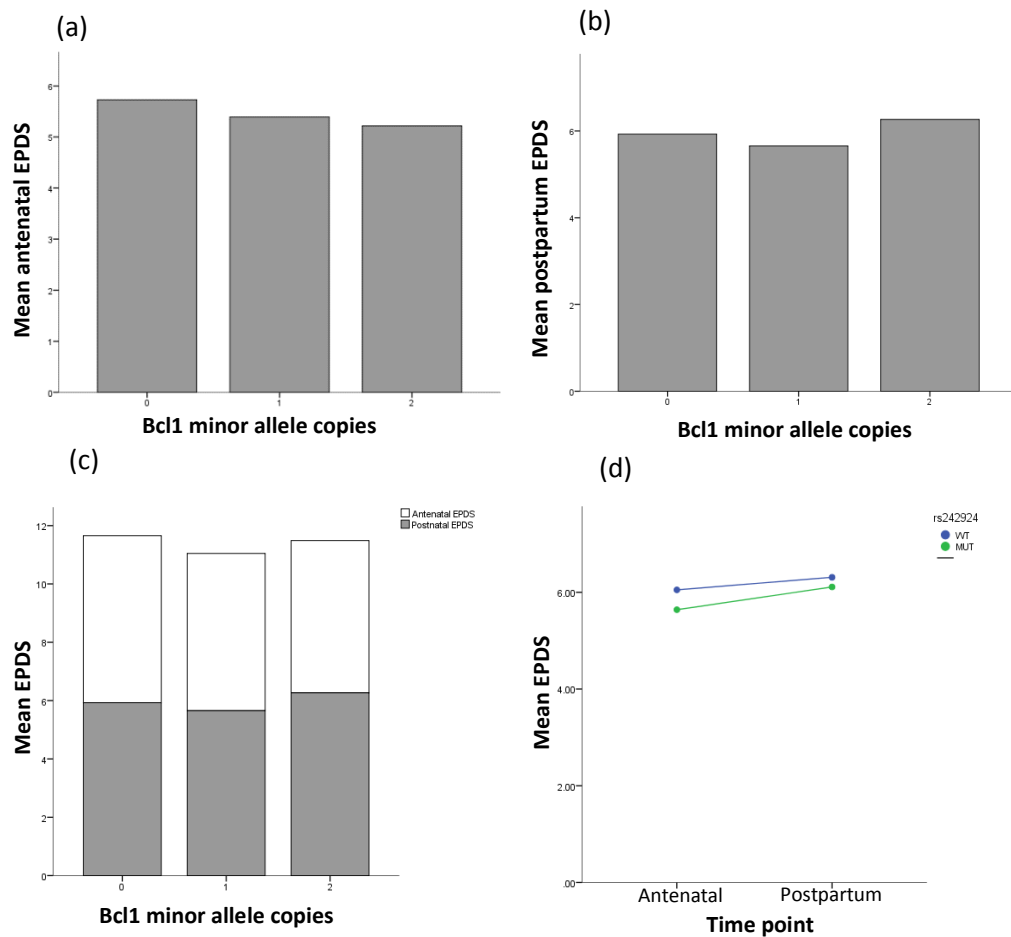 (a)
Mean antenatal EPDS
6
5
4
3
2
1
0
0 1 2
Bcl1 minor allele copies
(b)
Mean postpartum EPDS
6
4
2
0
0 1 2
Bcl1 minor allele copies
(c)
Mean EPDS
12
10
8
6
4
2
0
0 1 2
Bcl1 minor allele copies
Antenatal EPDS
Postnatal EPDS
(d)
Mean EPDS
6.00
4.00
2.00
.00
Antenatal Postpartum
Time point
rs242924
WT
MUT